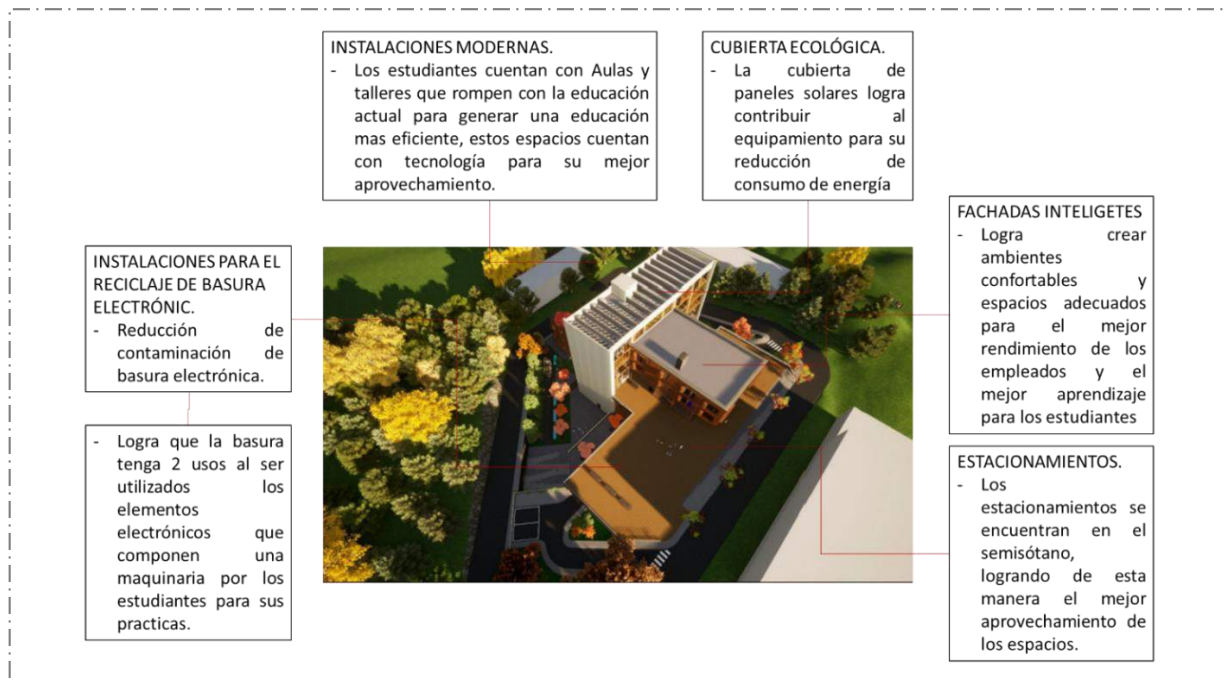 INSTALACIONES MODERNAS.
- Los estudiantes cuentan con Aulas y
talleres que rompen con la educación
actual para generar una educación
mas eficiente, estos espacios cuentan
con tecnología para su mejor
aprovechamiento.
CUBIERTA ECOLÓGICA.
- La cubierta de
paneles solares logra
contribuir al
equipamiento para su
reducción de
consumo de energía
INSTALACIONES PARA EL
RECICLAJE DE BASURA
ELECTRÓNIC.
- Reducción de
contaminación de
basura electrónica.
- Logra que la basura
tenga 2 usos al ser
utilizados los
elementos
electrónicos que
componen una
maquinaria por los
estudiantes para sus
practicas.
FACHADAS INTELIGETES
- Logra crear
ambientes
confortables y
espacios adecuados
para el mejor
rendimiento de los
empleados y el
mejor aprendizaje
para los estudiantes
ESTACIONAMIENTOS.
- Los
estacionamientos se
encuentran en el
semisótano,
logrando de esta
manera el mejor
aprovechamiento de
los espacios.